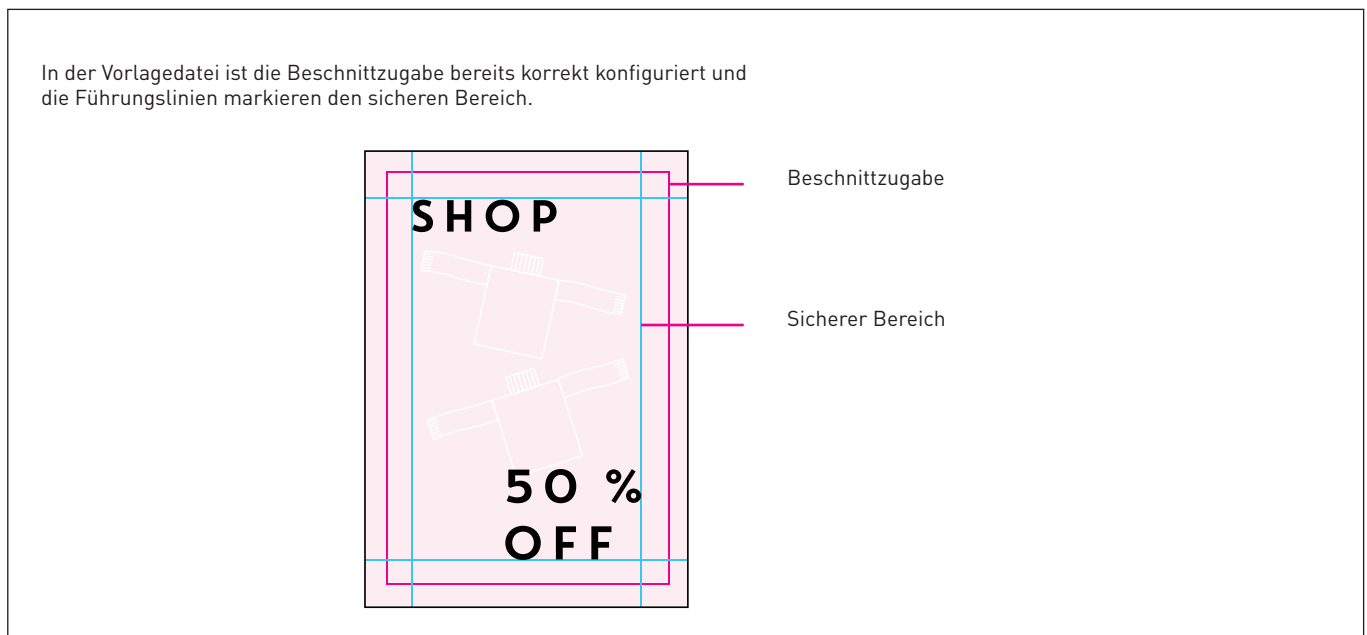 In der Vorlagedatei ist die Beschnittzugabe bereits korrekt konfiguriert und
die Führungslinien markieren den sicheren Bereich.
Beschnittzugabe
SHOP
Sicherer Bereich
50 %
OFF